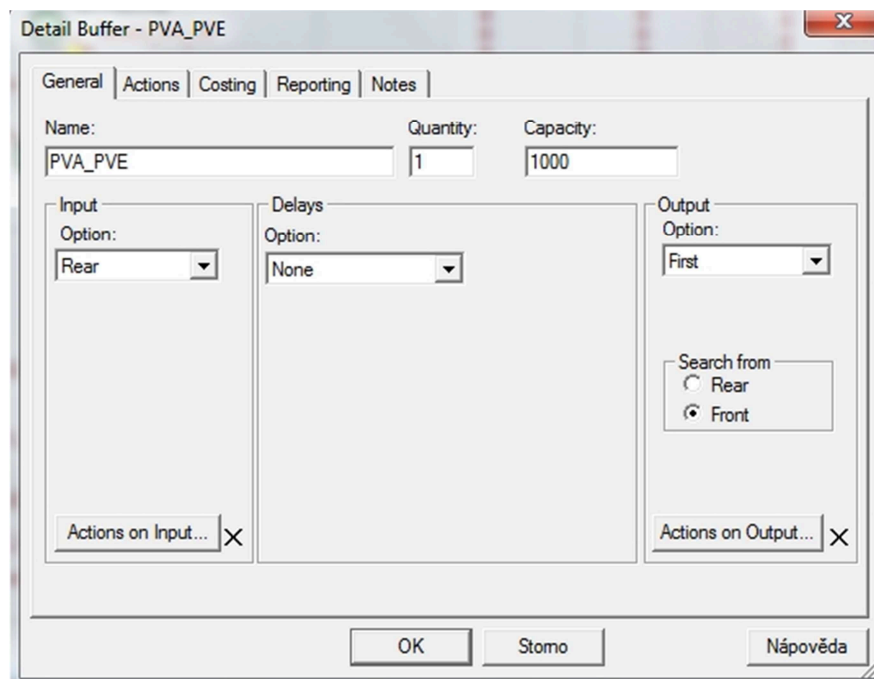 Detail Buffer - PVA_PVE
General Actions Costing Reporting Notes
Name: Quantity: Capacity:
PVA_PVE 1 1000
Input Delays Output
Option: Option: Option:
Rear None First
Search from
Rear
Front
Actions on Input... Actions on Output...
OK Storno Nápověda